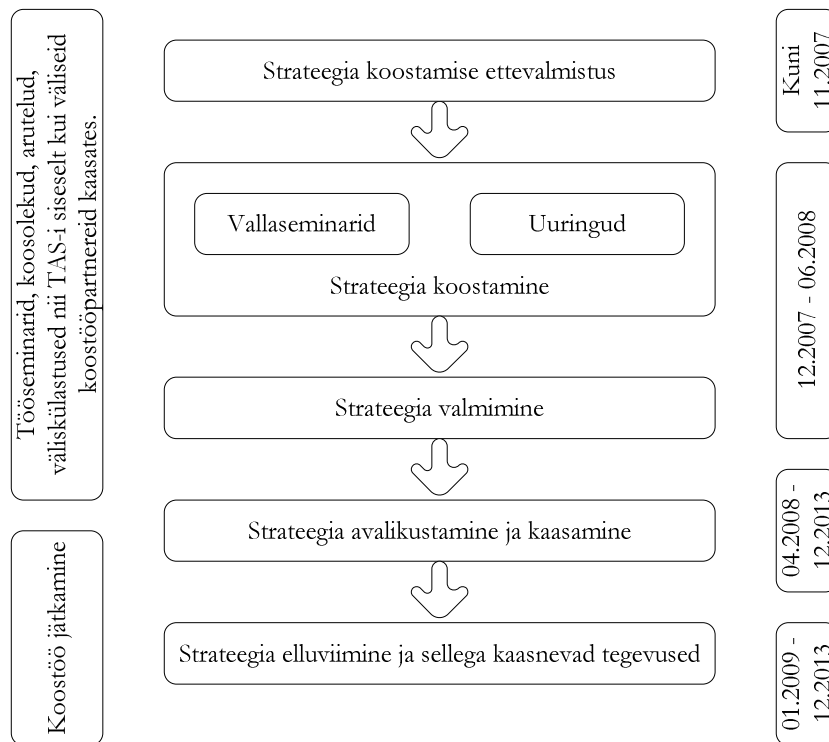 Tööseminarid, koosolekud, arutelud,
väliskülastused nii TAS-i siseselt kui väliseid
koostööpartnereid kaasates.
Koostöö jätkamine
Strateegia koostamise ettevalmistus
Vallaseminarid
Uuringud
Strateegia koostamine
Strateegia valmimine
Strateegia avalikustamine ja kaasamine
Strateegia elluviimine ja sellega kaasnevad tegevused
Kuni
11.2007
12.2007 - 06.2008
04.2008 -
12.2013
01.2009 -
12.2013